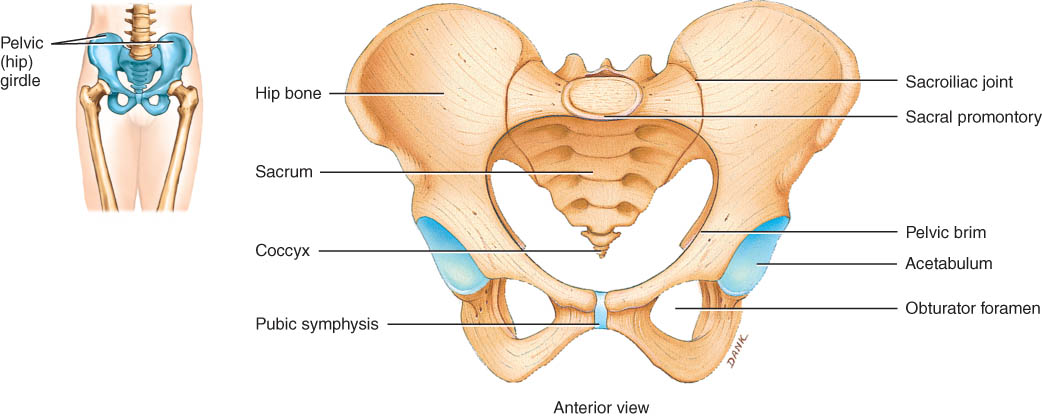 Pelvic
(hip)
girdle
Hip bone
Sacrum
Coccyx
Pubic symphysis
Sacroiliac joint
Sacral promontory
Pelvic brim
Acetabulum
Obturator foramen
DANK
Anterior view